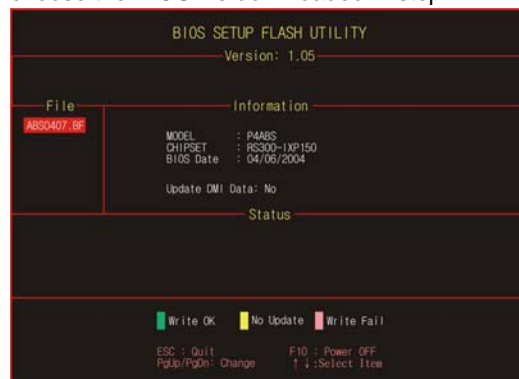 BIOS SETUP FLASH UTILITY
Version: 1.05
File
Information
ABS0407.BF
MODEL : P4ABS
CHIPSET : RS300-IXP150
BIOS Date : 04/06/2004
Update DMI Data: No
Status
Write OK
No Update
Write Fail
ESC : Quit
F10 : Power OFF
PgUp/PgDn: Change
↑ ↓ :Select Item